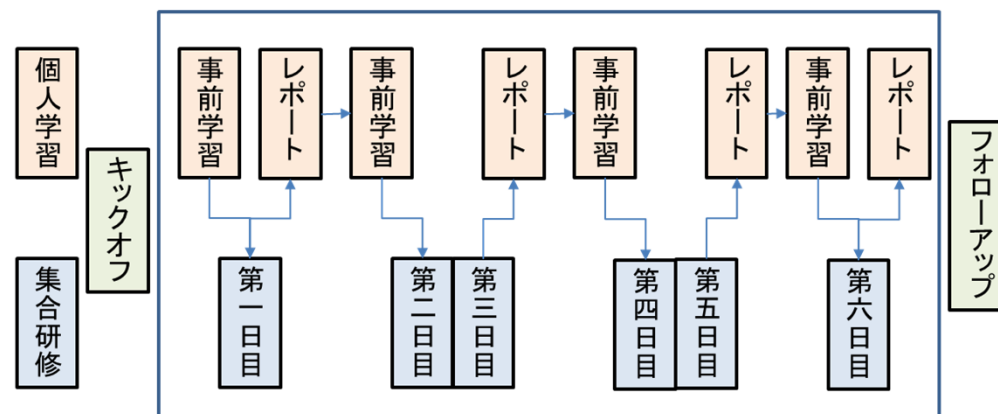 個人学習
キックオフ
集合研修
事前学習
レポート
事前学習
レポート
事前学習
レポート
事前学習
レポート
第一日目
第二日目
第三日目
第四日目
第五日目
第六日目
フォローアップ